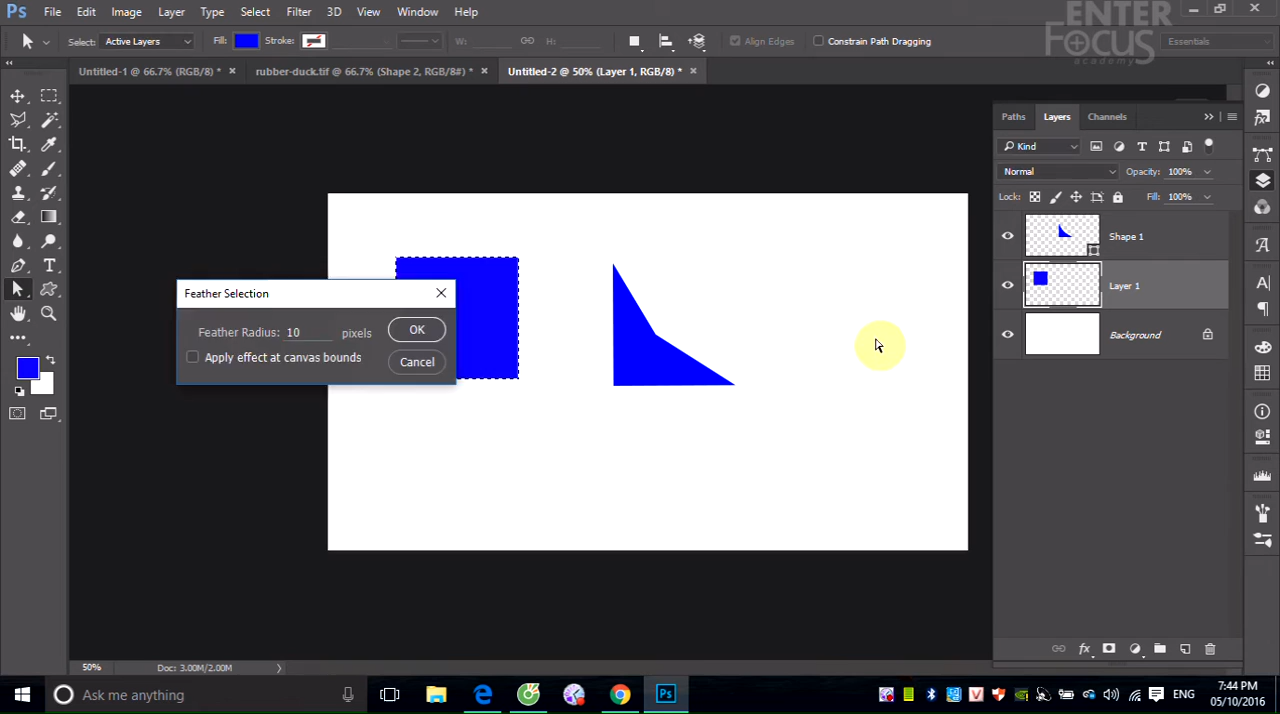 Ps File Edit Image Layer Type Select Filter 3D View Window Help
ENTER
FOCUS
academy
Select: Active Layers Fill: Stroke: W: H: Align Edges Constrain Path Dragging Essentials
Untitled-1 @ 66.7% (RGB/8) * × rubber-duck.tif @ 66.7% (Shape 2, RGB/8#) * × Untitled-2 @ 50% (Layer 1, RGB/8) * ×
Paths Layers Channels
Kind
Normal Opacity: 100%
Lock: Fill: 100%
Shape 1
Layer 1
Background
Feather Selection
Feather Radius: 10 pixels OK
Apply effect at canvas bounds Cancel
50% Doc: 3.00M/2.00M
Ask me anything
Ps
ENG
7:44 PM
05/10/2016